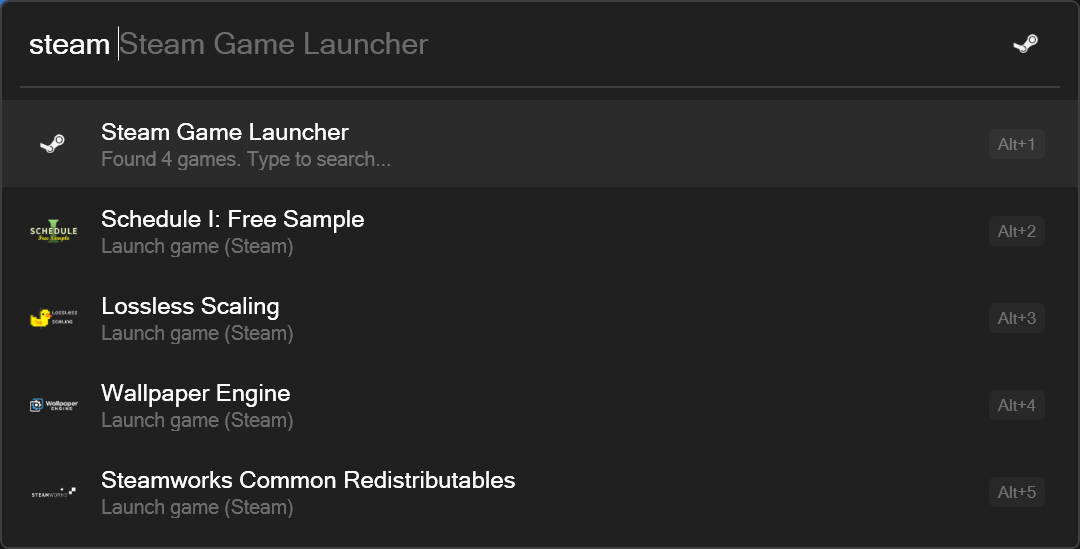 steam Steam Game Launcher
Steam Game Launcher
Found 4 games. Type to search...
Alt+1
SCHEDULE I
Free Sample
Schedule I: Free Sample
Launch game (Steam)
Alt+2
LOSSLESS
SCALING
Lossless Scaling
Launch game (Steam)
Alt+3
Wallpaper
ENGINE
Wallpaper Engine
Launch game (Steam)
Alt+4
STEAMWORKS
Steamworks Common Redistributables
Launch game (Steam)
Alt+5